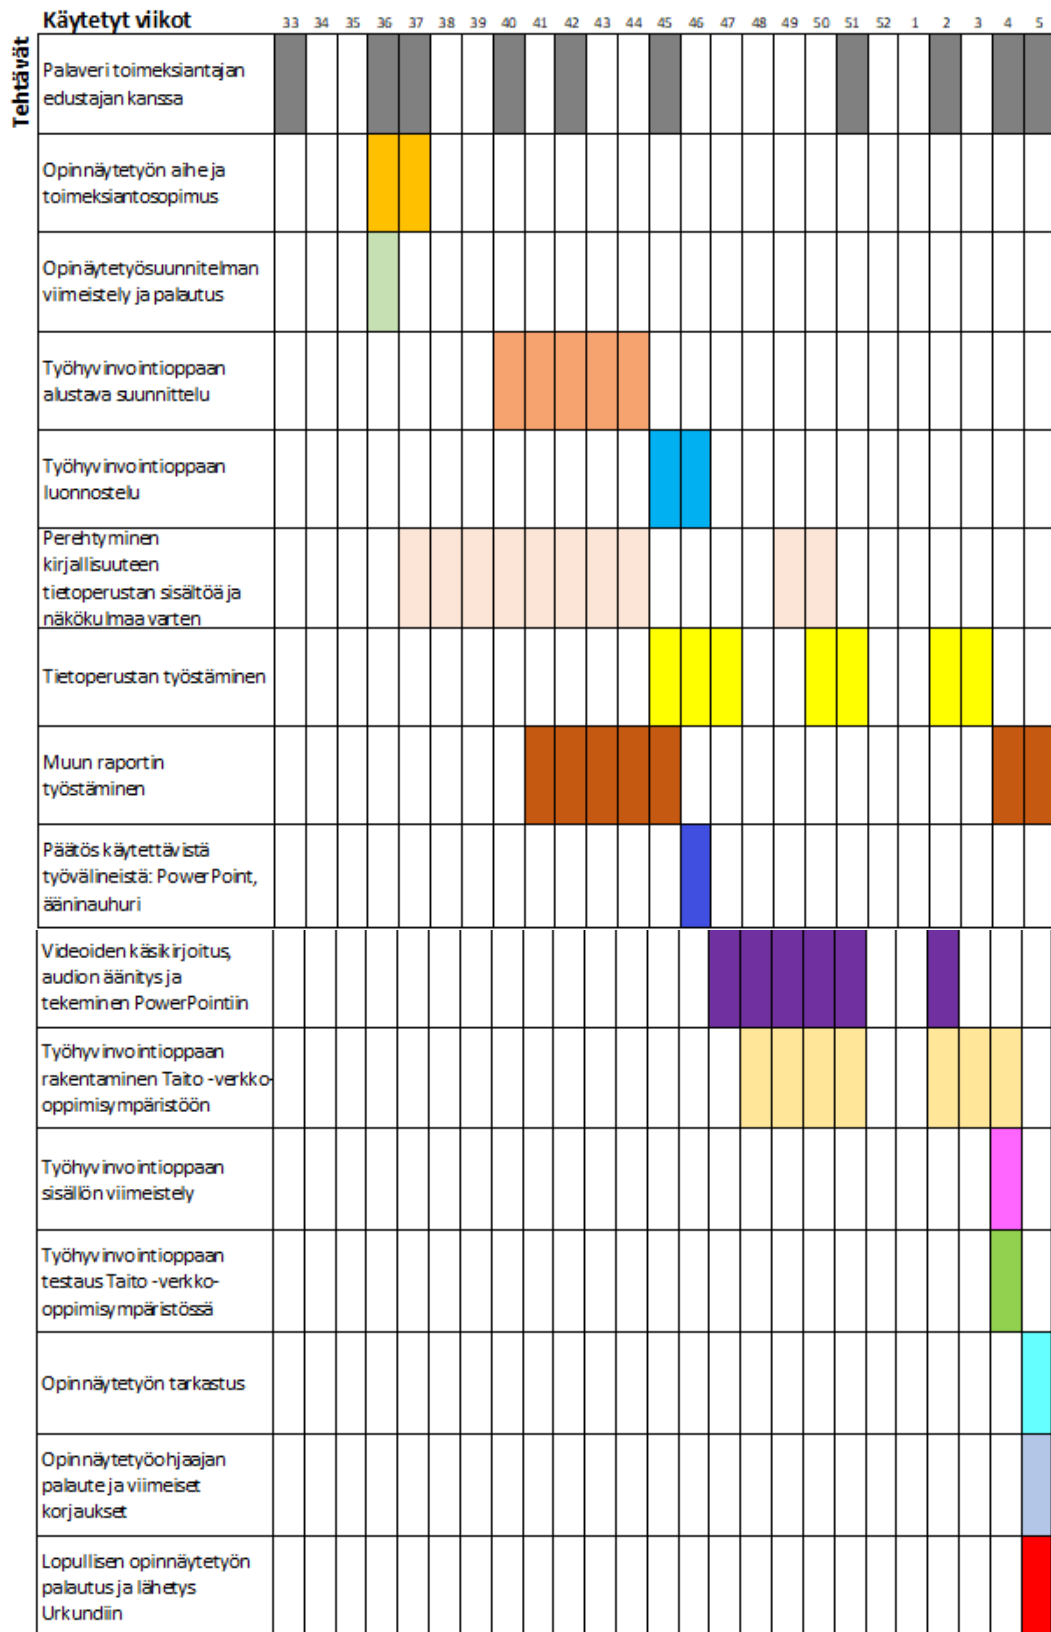 Käytetyt viikot 33 34 35 36 37 38 39 40 41 42 43 44 45 46 47 48 49 50 51 52 1 2 3 4 5
Tehtävät
Palaveri toimeksiantajan
edustajan kanssa
Opinnäytetyön aihe ja
toimeksiantosopimus
Opinäytetyösuunnitelman
viimeistely ja palautus
Työhyvinvointioppaan
alustava suunnittelu
Työhyvinvointioppaan
luonnostelu
Perehtyminen
kirjallisuuteen
tietoperustan sisältöä ja
näkökulmaa varten
Tietoperustan työstäminen
Muun raportin
työstäminen
Päätös käytettävistä
työvälineistä: PowerPoint,
ääninauhuri
Videoiden käsikirjoitus,
audion äänitys ja
tekeminen PowerPointiin
Työhyvinvointioppaan
rakentaminen Taito -verkko-
oppimisympäristöön
Työhyvinvointioppaan
sisällön viimeistely
Työhyvinvointioppaan
testaus Taito -verkko-
oppimisympäristössä
Opinnäytetyön tarkastus
Opinnäytetyöohjaajan
palaute ja viimeiset
korjaukset
Lopullisen opinnäytetyön
palautus ja lähetys
Urkundiin